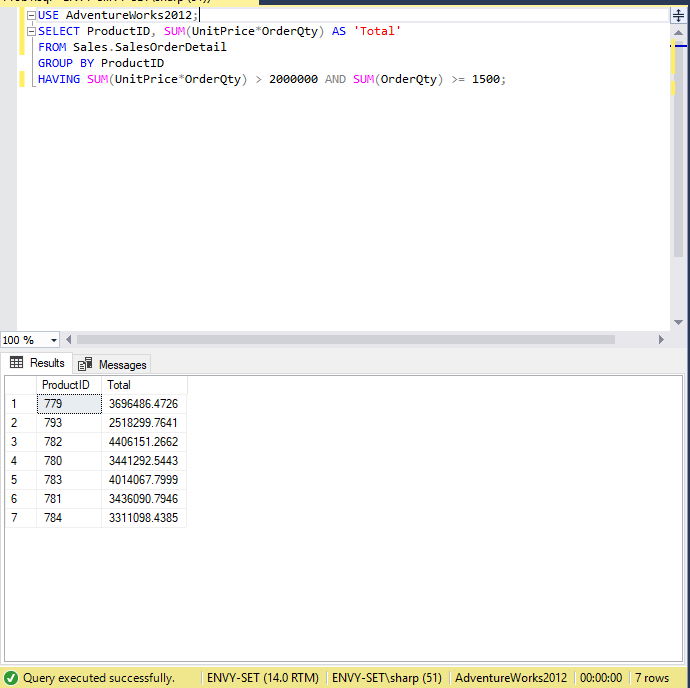 USE AdventureWorks2012;
SELECT ProductID, SUM(UnitPrice*OrderQty) AS 'Total'
FROM Sales.SalesOrderDetail
GROUP BY ProductID
HAVING SUM(UnitPrice*OrderQty) > 2000000 AND SUM(OrderQty) >= 1500;
100 %
Results Messages
ProductID Total
1 779 3696486.4726
2 793 2518299.7641
3 782 4406151.2662
4 780 3441292.5443
5 783 4014067.7999
6 781 3436090.7946
7 784 3311098.4385
Query executed successfully. ENVY-SET (14.0 RTM) ENVY-SET\sharp (51) AdventureWorks2012 00:00:00 7 rows